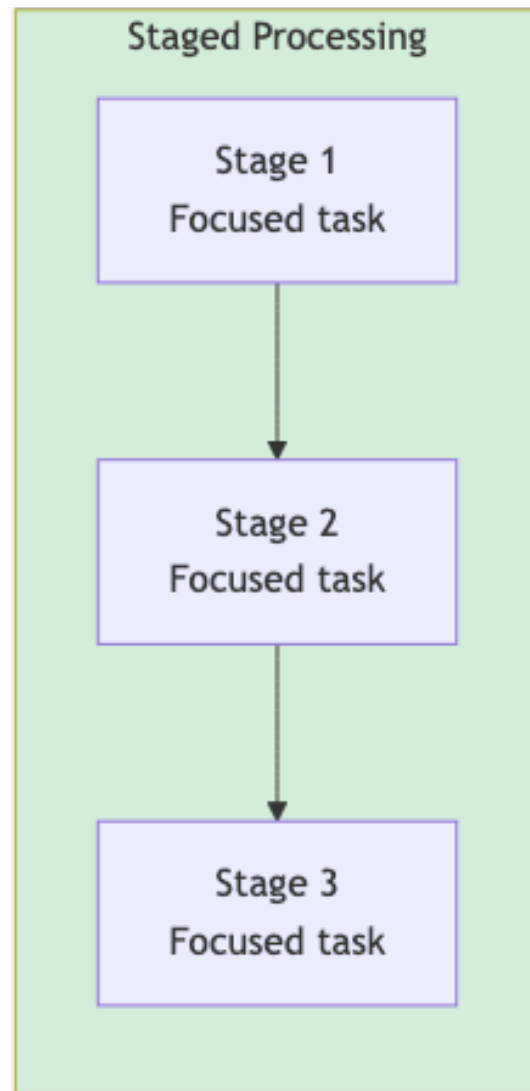 Staged Processing
Stage 1
Focused task
Stage 2
Focused task
Stage 3
Focused task